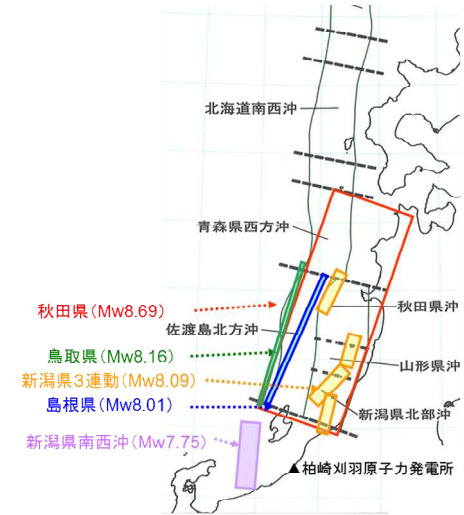 北海道南西沖
青森県西方沖
秋田県（Mw8.69）
秋田県沖
佐渡島北方沖
鳥取県（Mw8.16）
山形県沖
新潟県３連動（Mw8.09）
島根県（Mw8.01）
新潟県北部沖
新潟県南西沖（Mw7.75）
▲柏崎刈羽原子力発電所